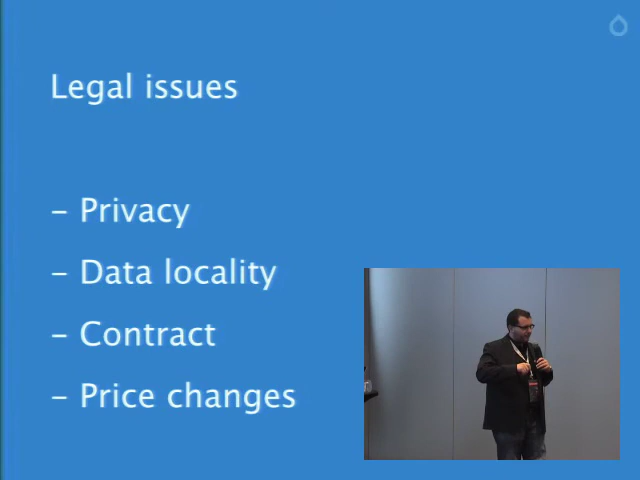 Legal issues
- Privacy
- Data locality
- Contract
- Price changes